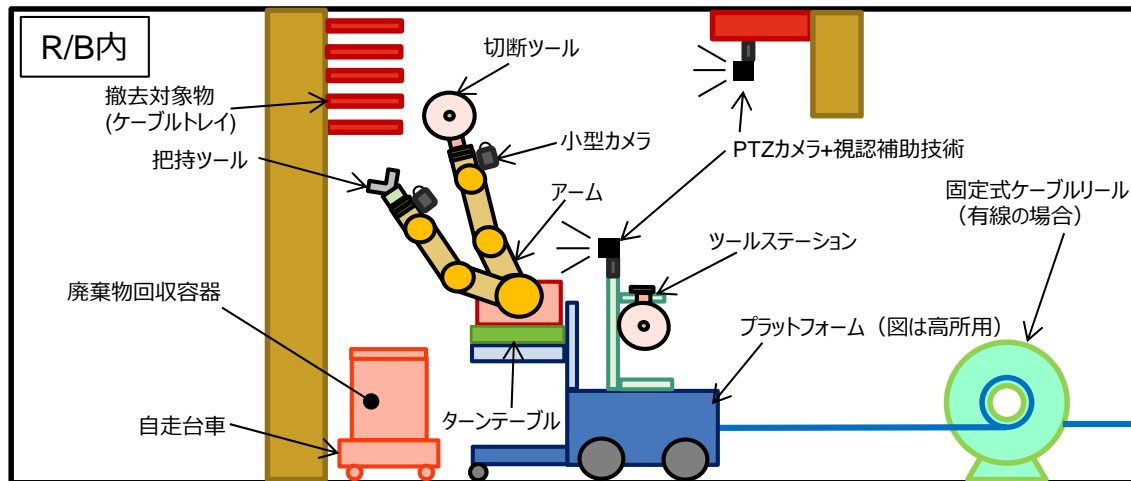 R/B内
切断ツール
撤去対象物
(ケーブルトレイ)
小型カメラ
PTZカメラ+視認補助技術
把持ツール
固定式ケーブルリール
（有線の場合）
アーム
ツールステーション
廃棄物回収容器
プラットフォーム（図は高所用）
自走台車
ターンテーブル